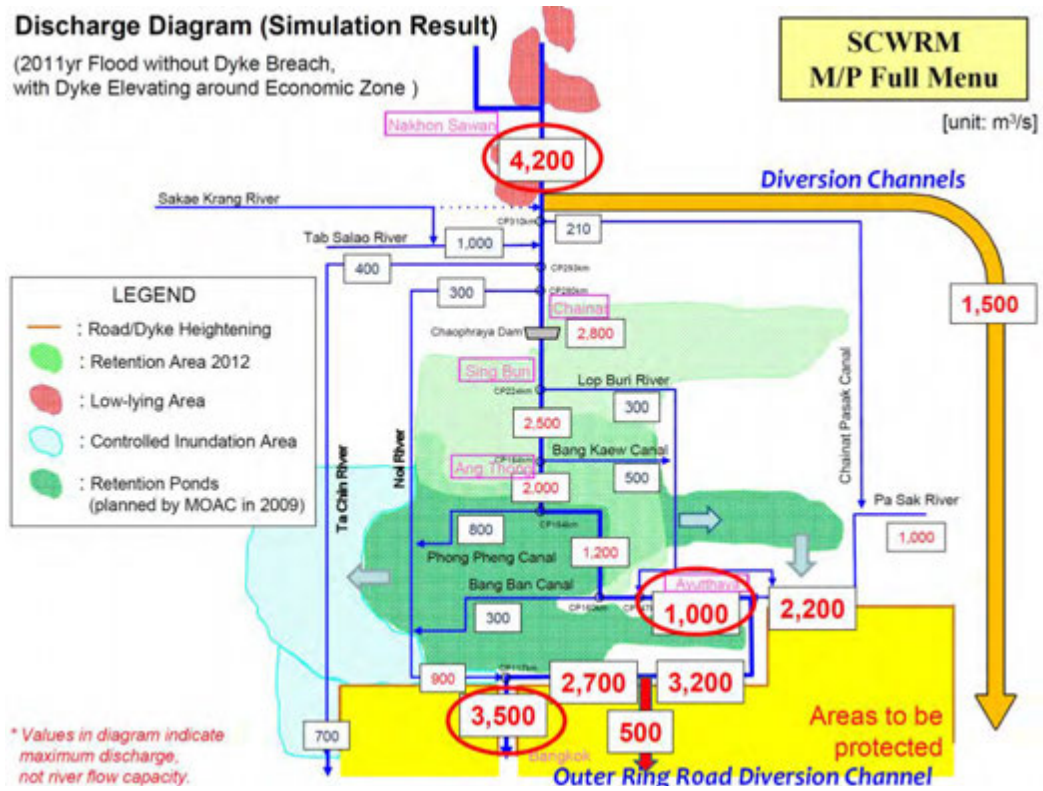 Discharge Diagram (Simulation Result)
(2011yr Flood without Dyke Breach,
with Dyke Elevating around Economic Zone )
SCWRM
M/P Full Menu
[unit: m³/s]
Nakhon Sawan
4,200
Diversion Channels
Sakae Krang River
CP310km
210
Tab Salao River
1,000
400
CP293km
300
CP280km
1,500
LEGEND
: Road/Dyke Heightening
: Retention Area 2012
: Low-lying Area
: Controlled Inundation Area
: Retention Ponds
(planned by MOAC in 2009)
Chainat
Chaophraya Dam
2,800
Sing Buri
CP224km
Lop Buri River
300
2,500
Bang Kaew Canal
Ang Thong
500
2,000
Ta Chin River
Noi River
Chainat Pasak Canal
Pa Sak River
1,000
800
CP164km
Phong Pheng Canal
1,200
Bang Ban Canal
Ayutthaya
300
1,000
2,200
900
2,700
3,200
3,500
500
700
Areas to be
protected
Bangkok
Outer Ring Road Diversion Channel
* Values in diagram indicate
maximum discharge,
not river flow capacity.